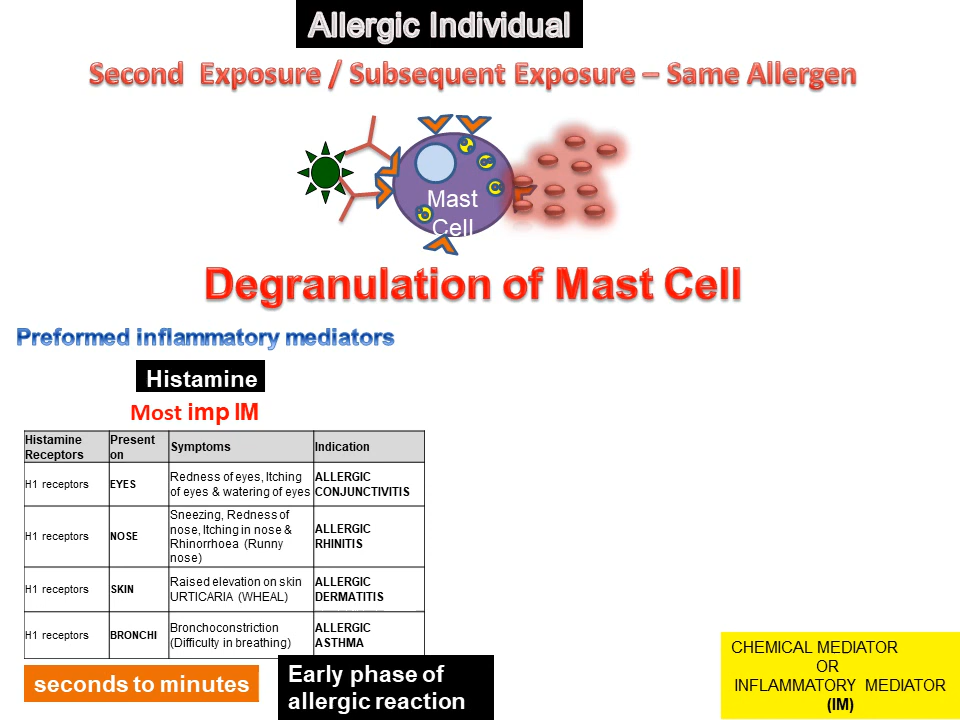 Allergic Individual
Second Exposure / Subsequent Exposure – Same Allergen
Mast
Cell
Degranulation of Mast Cell
Preformed inflammatory mediators
Histamine
Most imp IM
Histamine Receptors | Present on | Symptoms | Indication
H1 receptors | EYES | Redness of eyes, Itching of eyes & watering of eyes | ALLERGIC CONJUNCTIVITIS
H1 receptors | NOSE | Sneezing, Redness of nose, Itching in nose & Rhinorrhoea (Runny nose) | ALLERGIC RHINITIS
H1 receptors | SKIN | Raised elevation on skin URTICARIA (WHEAL) | ALLERGIC DERMATITIS
H1 receptors | BRONCHI | Bronchoconstriction (Difficulty in breathing) | ALLERGIC ASTHMA
seconds to minutes
Early phase of
allergic reaction
CHEMICAL MEDIATOR
OR
INFLAMMATORY MEDIATOR
(IM)